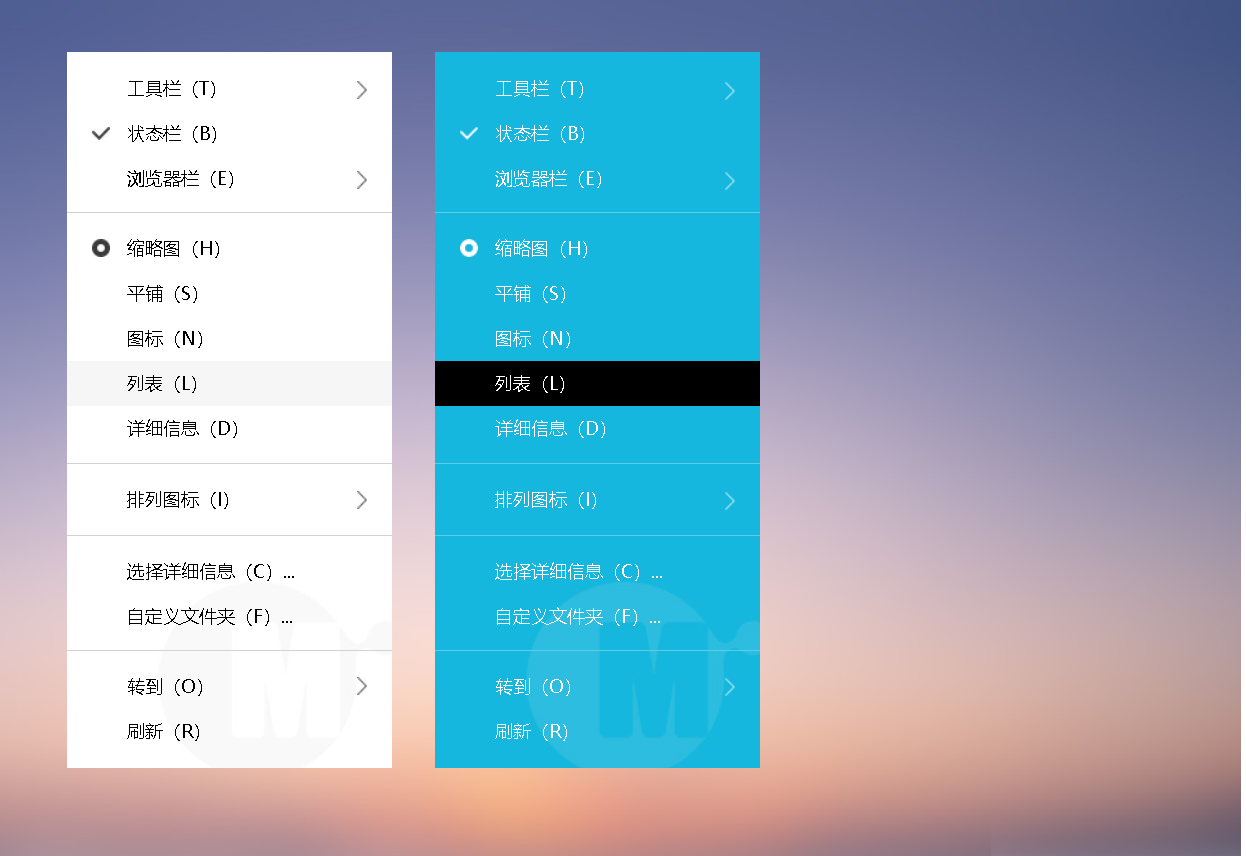 工具栏（T）
状态栏（B）
浏览器栏（E）
缩略图（H）
平铺（S）
图标（N）
列表（L）
详细信息（D）
排列图标（I）
选择详细信息（C）...
自定义文件夹（F）...
转到（O）
刷新（R)
工具栏（T）
状态栏（B）
浏览器栏（E）
缩略图（H）
平铺（S）
图标（N）
列表（L）
详细信息（D）
排列图标（I）
选择详细信息（C）...
自定义文件夹（F）...
转到（O）
刷新（R)
M
M